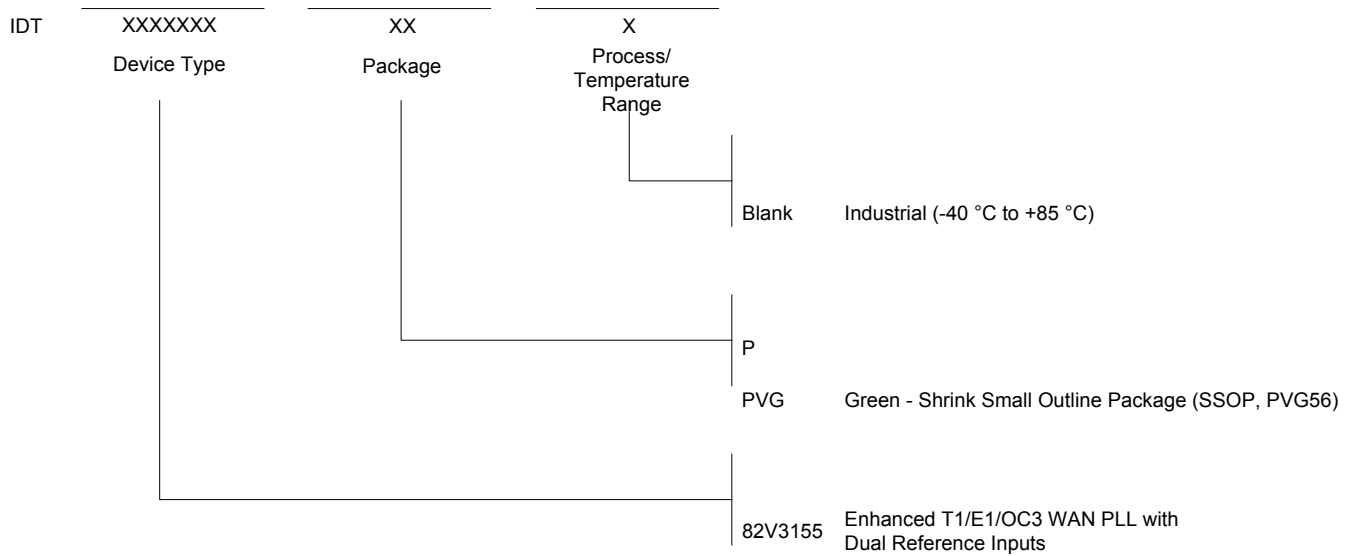 IDT XXXXXXX XX X
Device Type Package Process/
Temperature
Range
Blank Industrial (-40 °C to +85 °C)
P
PVG Green - Shrink Small Outline Package (SSOP, PVG56)
82V3155 Enhanced T1/E1/OC3 WAN PLL with
Dual Reference Inputs